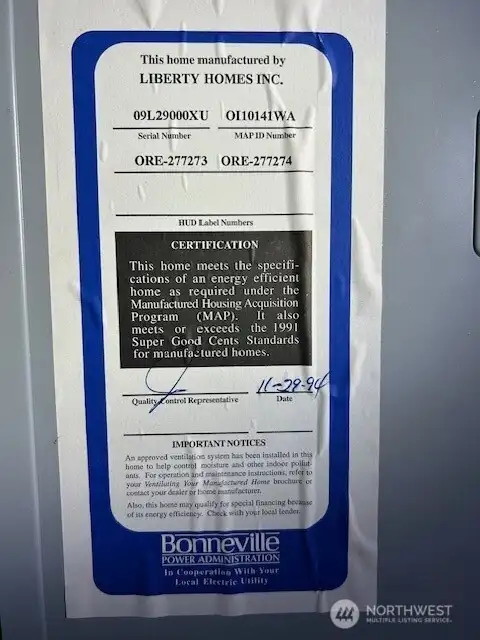 This home manufactured by
LIBERTY HOMES INC.
09L29000XU OI10141WA
Serial Number MAP ID Number
ORE-277273 ORE-277274
HUD Label Numbers
CERTIFICATION
This home meets the specifi-
cations of an energy efficient
home as required under the
Manufactured Housing Acquisition
Program (MAP). It also
meets or exceeds the 1991
Super Good Cents Standards
for manufactured homes.
11-29-94
Quality Control Representative Date
IMPORTANT NOTICES
An approved ventilation system has been installed in this
home to help control moisture and other indoor pollut-
ants. For operation and maintenance instructions, refer to
your Ventilating Your Manufactured Home brochure or
contact your dealer or home manufacturer.
Also, this home may qualify for special financing because
of its energy efficiency. Check with your local lender.
Bonneville
POWER ADMINISTRATION
In Cooperation With Your
Local Electric Utility
NORTHWEST
MULTIPLE LISTING SERVICE